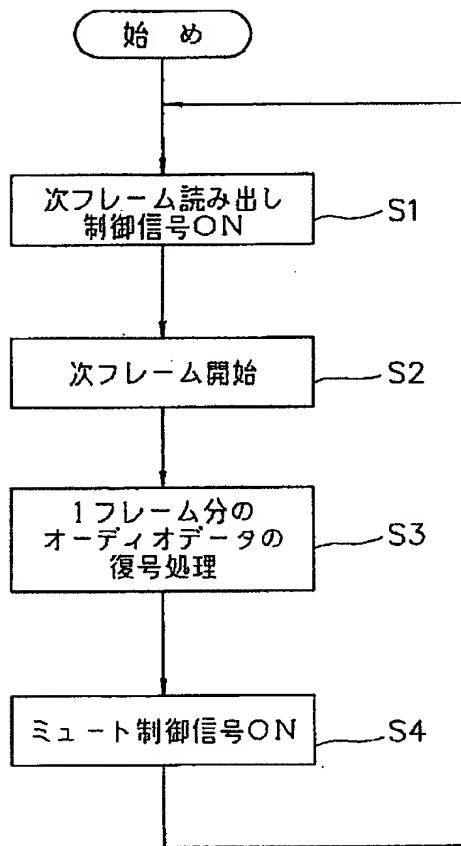 始め
次フレーム読み出し
制御信号ON
S1
次フレーム開始
S2
1フレーム分の
オーディオデータの
復号処理
S3
ミュート制御信号ON
S4